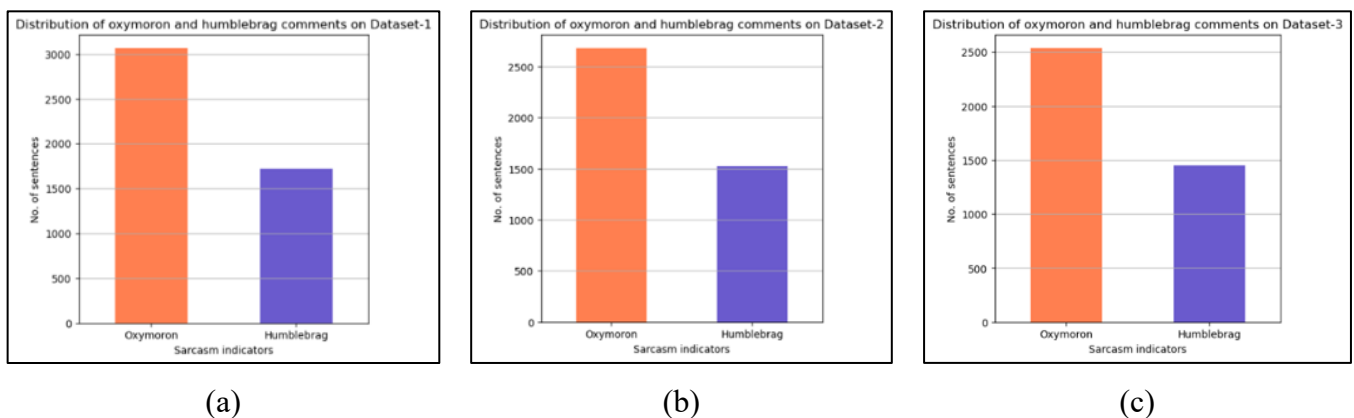 Distribution of oxymoron and humblebrag comments on Dataset-1
3000
2500
2000
1500
1000
500
0
No. of sentences
Oxymoron Humblebrag
Sarcasm indicators
(a)
Distribution of oxymoron and humblebrag comments on Dataset-2
2500
2000
1500
1000
500
0
No. of sentences
Oxymoron Humblebrag
Sarcasm indicators
(b)
Distribution of oxymoron and humblebrag comments on Dataset-3
2500
2000
1500
1000
500
0
No. of sentences
Oxymoron Humblebrag
Sarcasm indicators
(c)